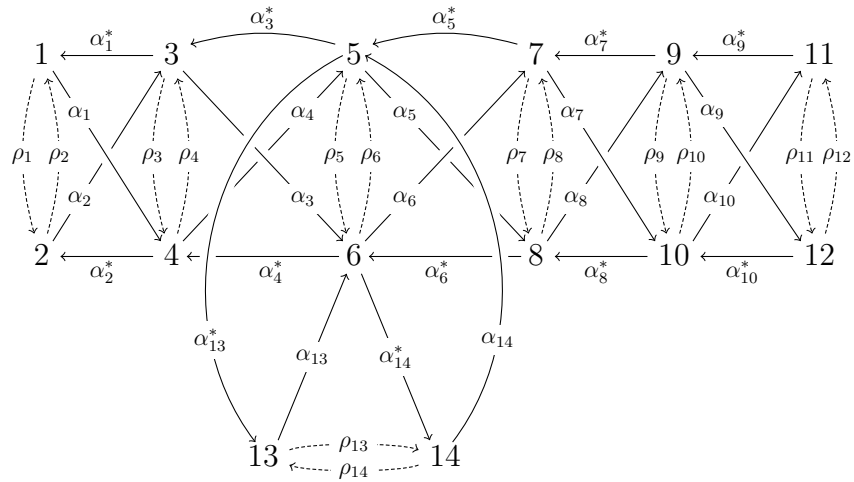 α₃* α₅*
1 α₁* 3 5 7 α₇* 9 α₉* 11
α₁ α₄ α₅ α₇ α₉
ρ₁ ρ₂ ρ₃ ρ₄ ρ₅ ρ₆ ρ₇ ρ₈ ρ₉ ρ₁₀ ρ₁₁ ρ₁₂
α₂ α₃ α₆ α₈ α₁₀
2 4 6 8 10 12
α₂* α₄* α₆* α₈* α₁₀*
α₁₃* α₁₃ α₁₄* α₁₄
13 ρ₁₃ 14
ρ₁₄